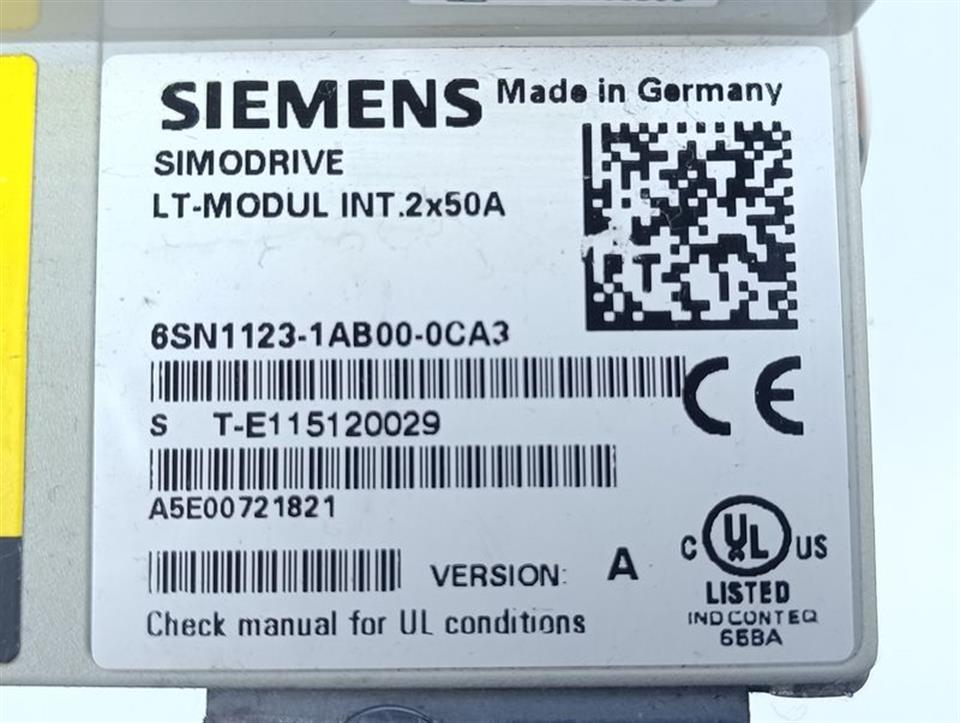 SIEMENS Made in Germany
SIMODRIVE
LT-MODUL INT.2x50A
6SN1123-1AB00-0CA3
S T-E115120029
A5E00721821
VERSION: A
Check manual for UL conditions
CE
C UL US
LISTED
IND CONT EQ
65BA